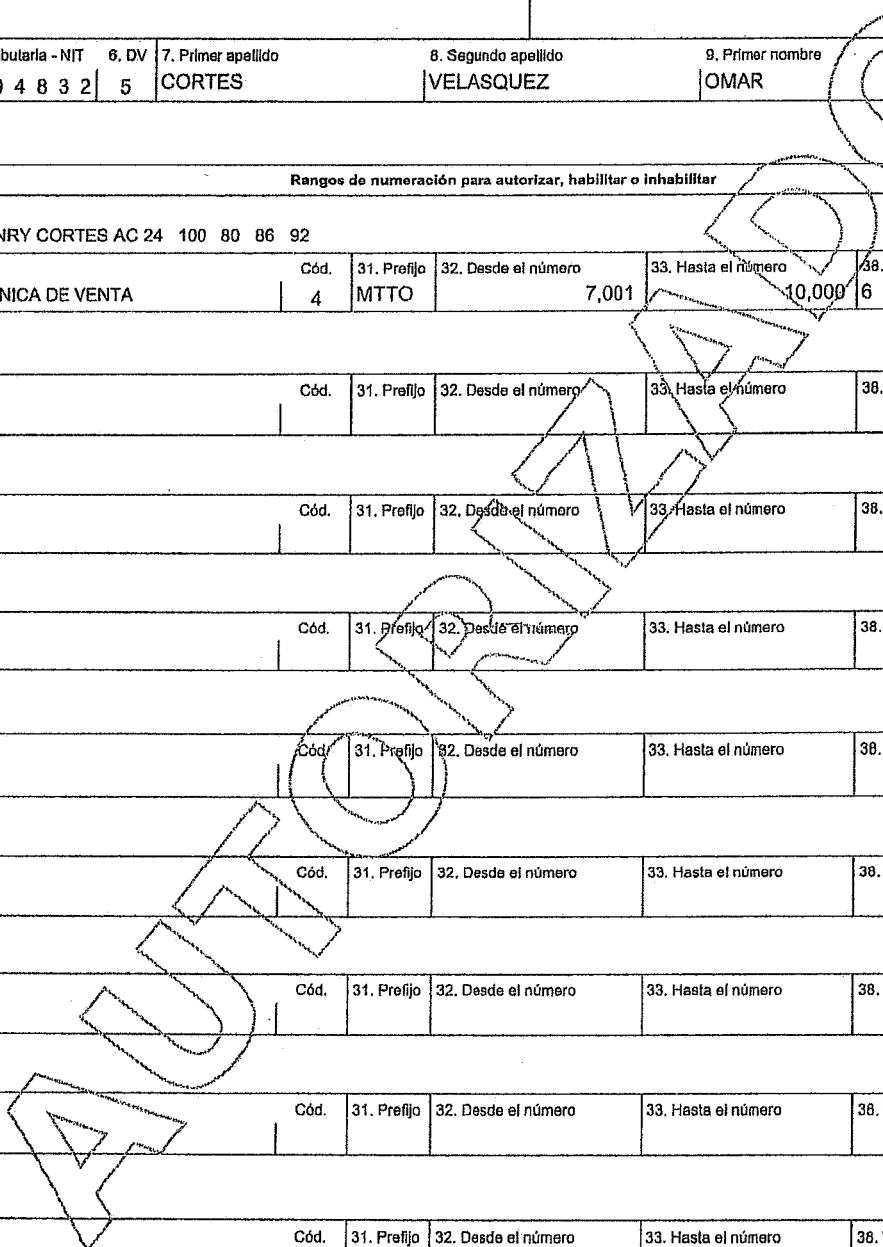 butaria - NIT 6. DV 7. Primer apellido 8. Segundo apellido 9. Primer nombre
9 4 8 3 2 5 CORTES VELASQUEZ OMAR
Rangos de numeración para autorizar, habilitar o inhabilitar
NRY CORTES AC 24 100 80 86 92
Cód. 31. Prefijo 32. Desde el número 33. Hasta el número 38.
NICA DE VENTA 4 MTTO 7,001 10,000 6
Cód. 31. Prefijo 32. Desde el número 33. Hasta el número 38.
Cód. 31. Prefijo 32. Desde el número 33. Hasta el número 38.
Cód. 31. Prefijo 32. Desde el número 33. Hasta el número 38.
Cód. 31. Prefijo 32. Desde el número 33. Hasta el número 38.
Cód. 31. Prefijo 32. Desde el número 33. Hasta el número 38.
Cód. 31. Prefijo 32. Desde el número 33. Hasta el número 38.
Cód. 31. Prefijo 32. Desde el número 33. Hasta el número 38.
Cód. 31. Prefijo 32. Desde el número 33. Hasta el número 38.
AUTORIZADO